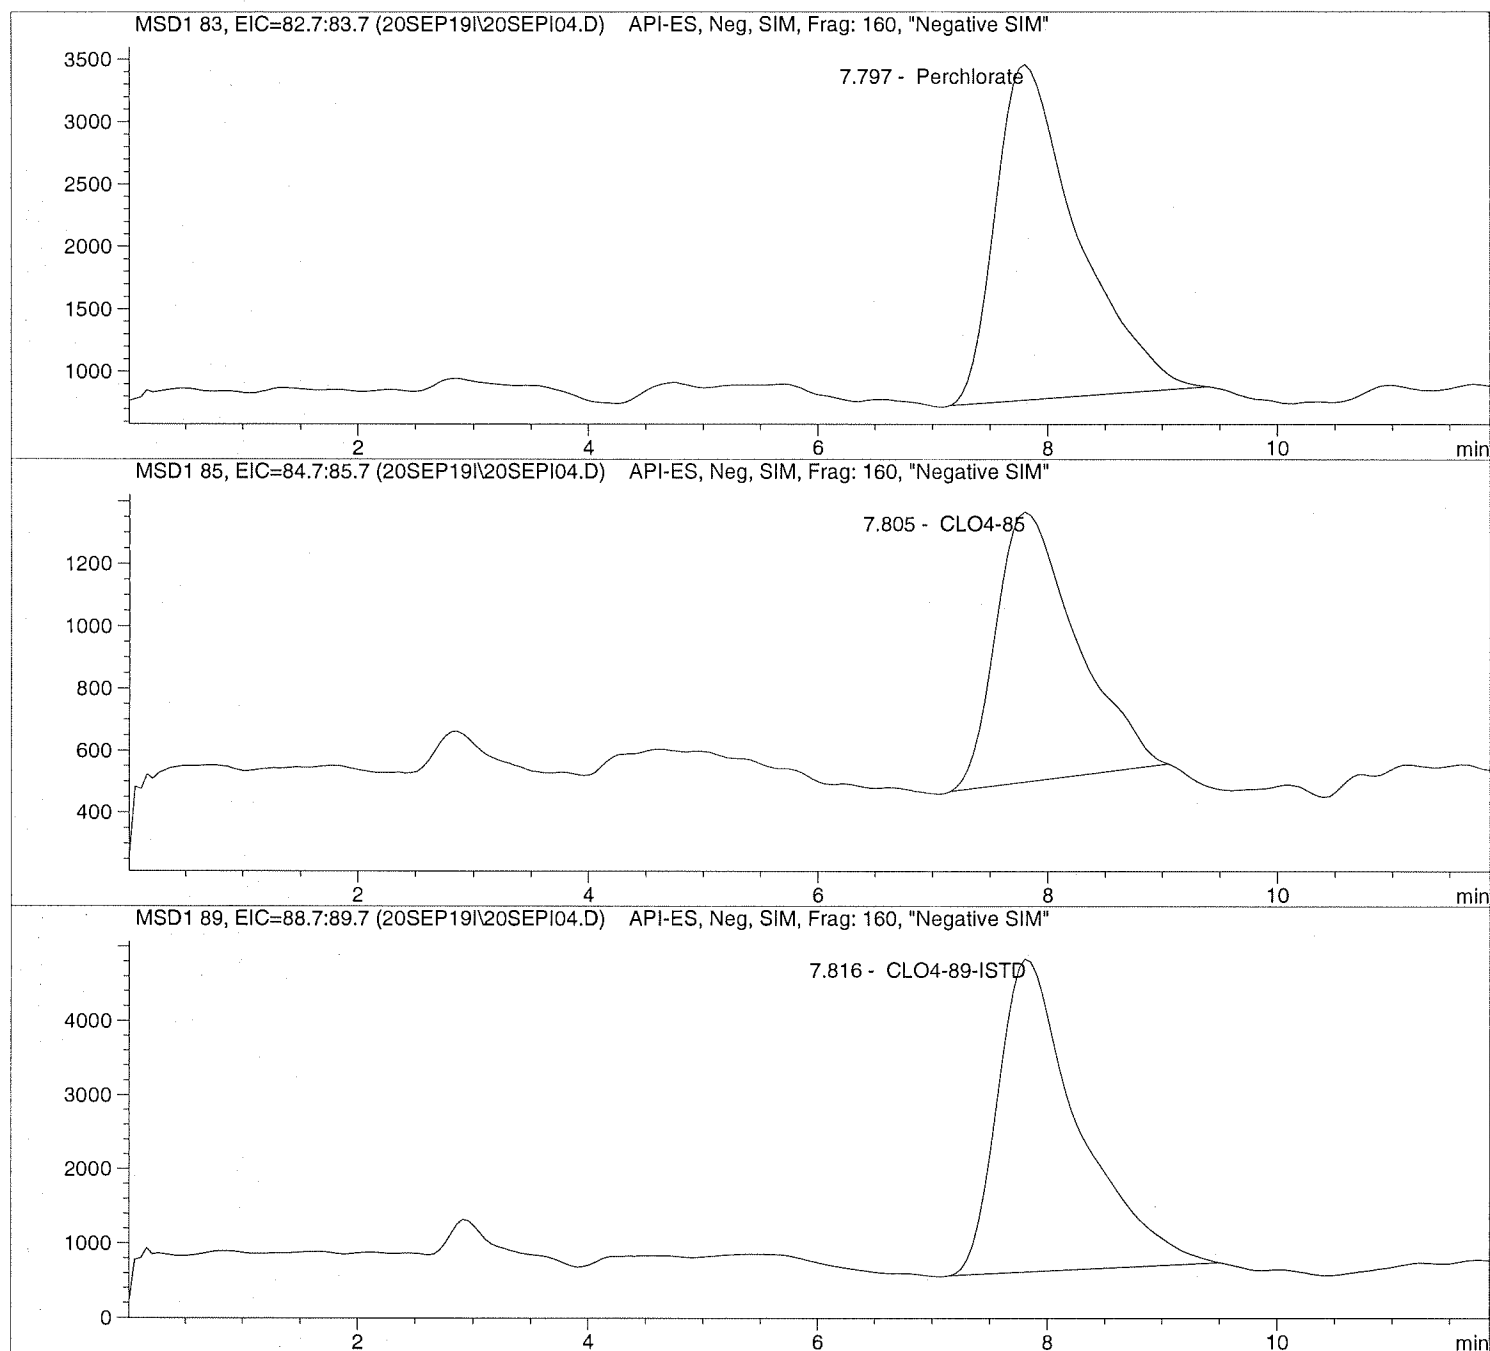 MSD1 83, EIC=82.7:83.7 (20SEP19I\20SEPI04.D) API-ES, Neg, SIM, Frag: 160, "Negative SIM"
3500
7.797 - Perchlorate
3000
2500
2000
1500
1000
2 4 6 8 10 min
MSD1 85, EIC=84.7:85.7 (20SEP19I\20SEPI04.D) API-ES, Neg, SIM, Frag: 160, "Negative SIM"
7.805 - CLO4-85
1200
1000
800
600
400
2 4 6 8 10 min
MSD1 89, EIC=88.7:89.7 (20SEP19I\20SEPI04.D) API-ES, Neg, SIM, Frag: 160, "Negative SIM"
7.816 - CLO4-89-ISTD
4000
3000
2000
1000
0
2 4 6 8 10 min